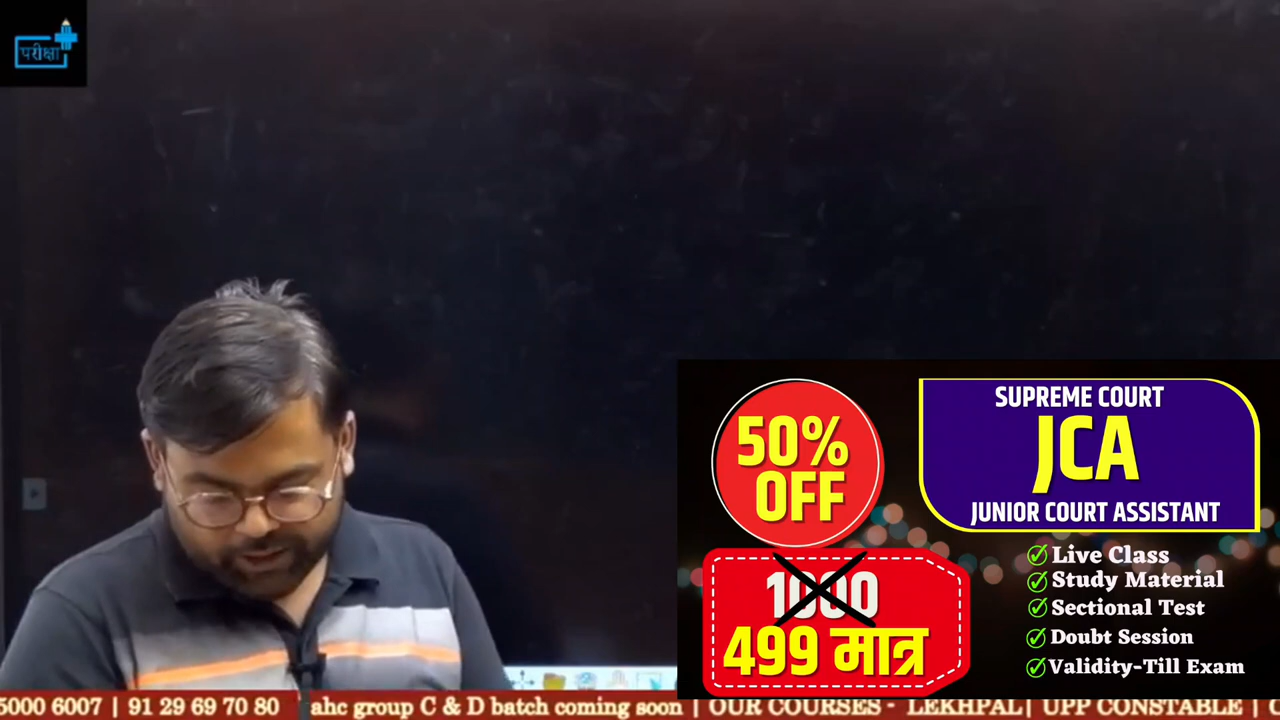 परीक्षा
50%
OFF
1000
499 मात्र
SUPREME COURT
JCA
JUNIOR COURT ASSISTANT
Live Class
Study Material
Sectional Test
Doubt Session
Validity-Till Exam
5000 6007 | 91 29 69 70 80 | ahc group C & D batch coming soon | OUR COURSES - LEKHPAL| UPP CONSTABLE |